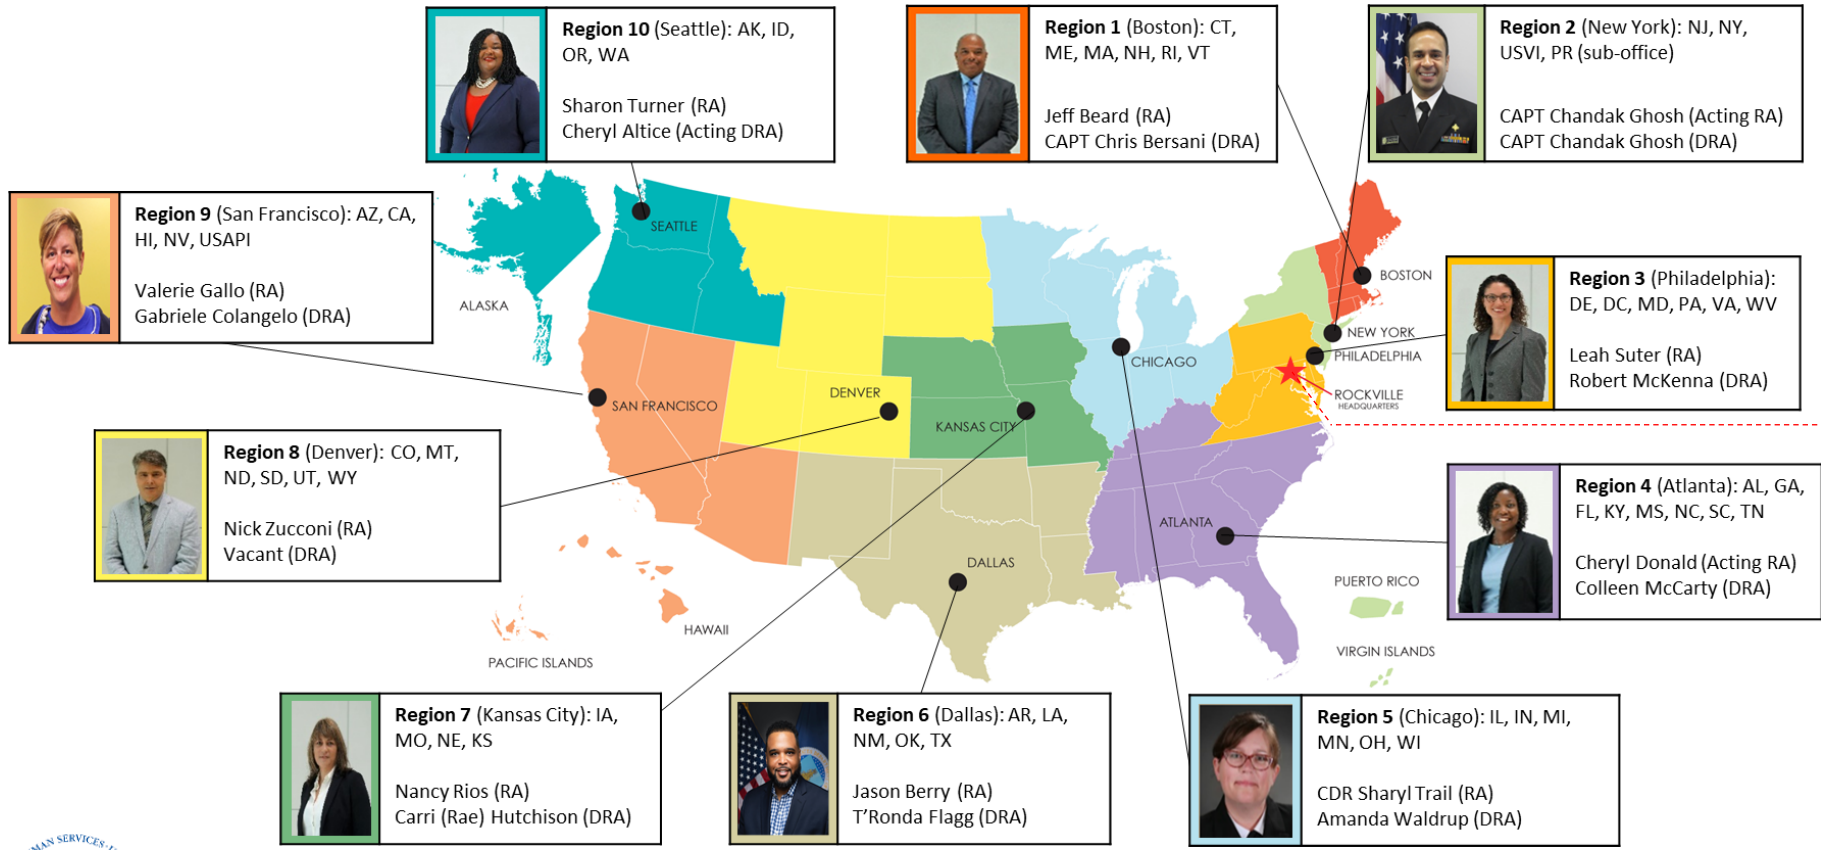 Region 10 (Seattle): AK, ID,
OR, WA
Sharon Turner (RA)
Cheryl Altice (Acting DRA)
Region 1 (Boston): CT,
ME, MA, NH, RI, VT
Jeff Beard (RA)
CAPT Chris Bersani (DRA)
Region 2 (New York): NJ, NY,
USVI, PR (sub-office)
CAPT Chandak Ghosh (Acting RA)
CAPT Chandak Ghosh (DRA)
Region 9 (San Francisco): AZ, CA,
HI, NV, USAPI
Valerie Gallo (RA)
Gabriele Colangelo (DRA)
Region 3 (Philadelphia):
DE, DC, MD, PA, VA, WV
Leah Suter (RA)
Robert McKenna (DRA)
Region 8 (Denver): CO, MT,
ND, SD, UT, WY
Nick Zucconi (RA)
Vacant (DRA)
Region 4 (Atlanta): AL, GA,
FL, KY, MS, NC, SC, TN
Cheryl Donald (Acting RA)
Colleen McCarty (DRA)
SEATTLE
ALASKA
BOSTON
NEW YORK
PHILADELPHIA
CHICAGO
ROCKVILLE
HEADQUARTERS
DENVER
SAN FRANCISCO
KANSAS CITY
ATLANTA
DALLAS
PUERTO RICO
HAWAII
VIRGIN ISLANDS
PACIFIC ISLANDS
Region 7 (Kansas City): IA,
MO, NE, KS
Nancy Rios (RA)
Carri (Rae) Hutchison (DRA)
Region 6 (Dallas): AR, LA,
NM, OK, TX
Jason Berry (RA)
T’Ronda Flagg (DRA)
Region 5 (Chicago): IL, IN, MI,
MN, OH, WI
CDR Sharyl Trail (RA)
Amanda Waldrup (DRA)
SERVICES